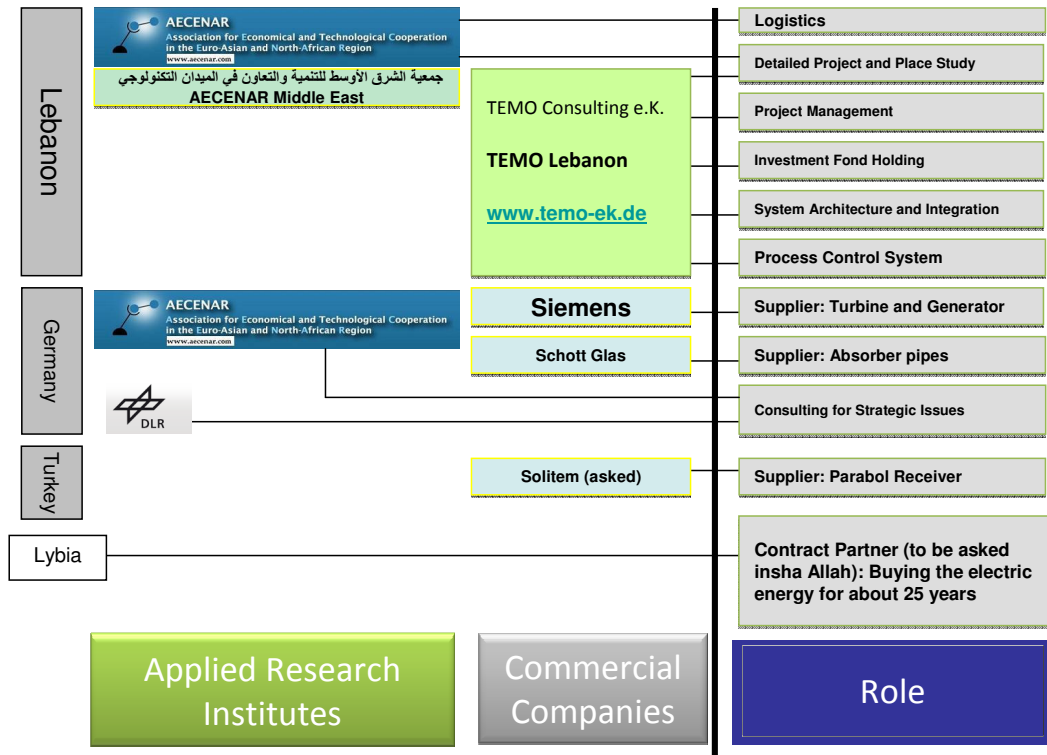 Lebanon
AECENAR
Association for Economical and Technological Cooperation
in the Euro-Asian and North-African Region
www.aecenar.com
جمعية الشرق الأوسط للتنمية والتعاون في الميدان التكنولوجي
AECENAR Middle East
TEMO Consulting e.K.
TEMO Lebanon
www.temo-ek.de
Logistics
Detailed Project and Place Study
Project Management
Investment Fond Holding
System Architecture and Integration
Process Control System
Germany
AECENAR
Association for Economical and Technological Cooperation
in the Euro-Asian and North-African Region
www.aecenar.com
DLR
Siemens
Schott Glas
Supplier: Turbine and Generator
Supplier: Absorber pipes
Consulting for Strategic Issues
Turkey
Solitem (asked)
Supplier: Parabol Receiver
Lybia
Contract Partner (to be asked
insha Allah): Buying the electric
energy for about 25 years
Applied Research
Institutes
Commercial
Companies
Role